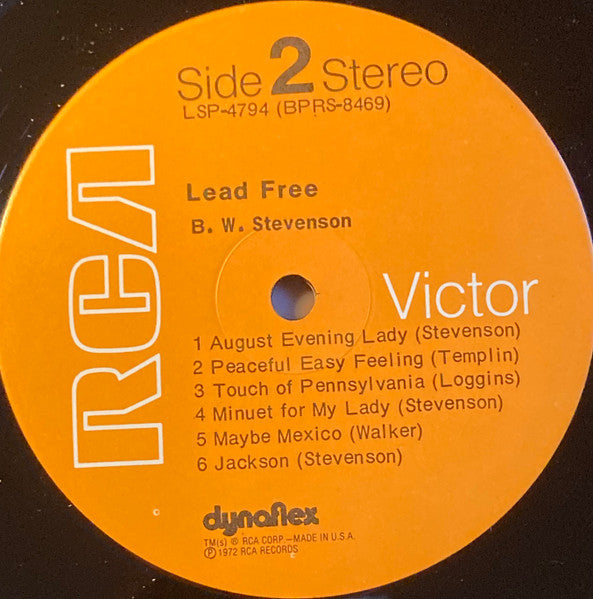 Side 2 Stereo
LSP-4794 (BPRS-8469)
RCA
Lead Free
B. W. Stevenson
Victor
1 August Evening Lady (Stevenson)
2 Peaceful Easy Feeling (Templin)
3 Touch of Pennsylvania (Loggins)
4 Minuet for My Lady (Stevenson)
5 Maybe Mexico (Walker)
6 Jackson (Stevenson)
dynaflex
TM(s) ® RCA CORP.—MADE IN U.S.A.
℗ 1972 RCA RECORDS